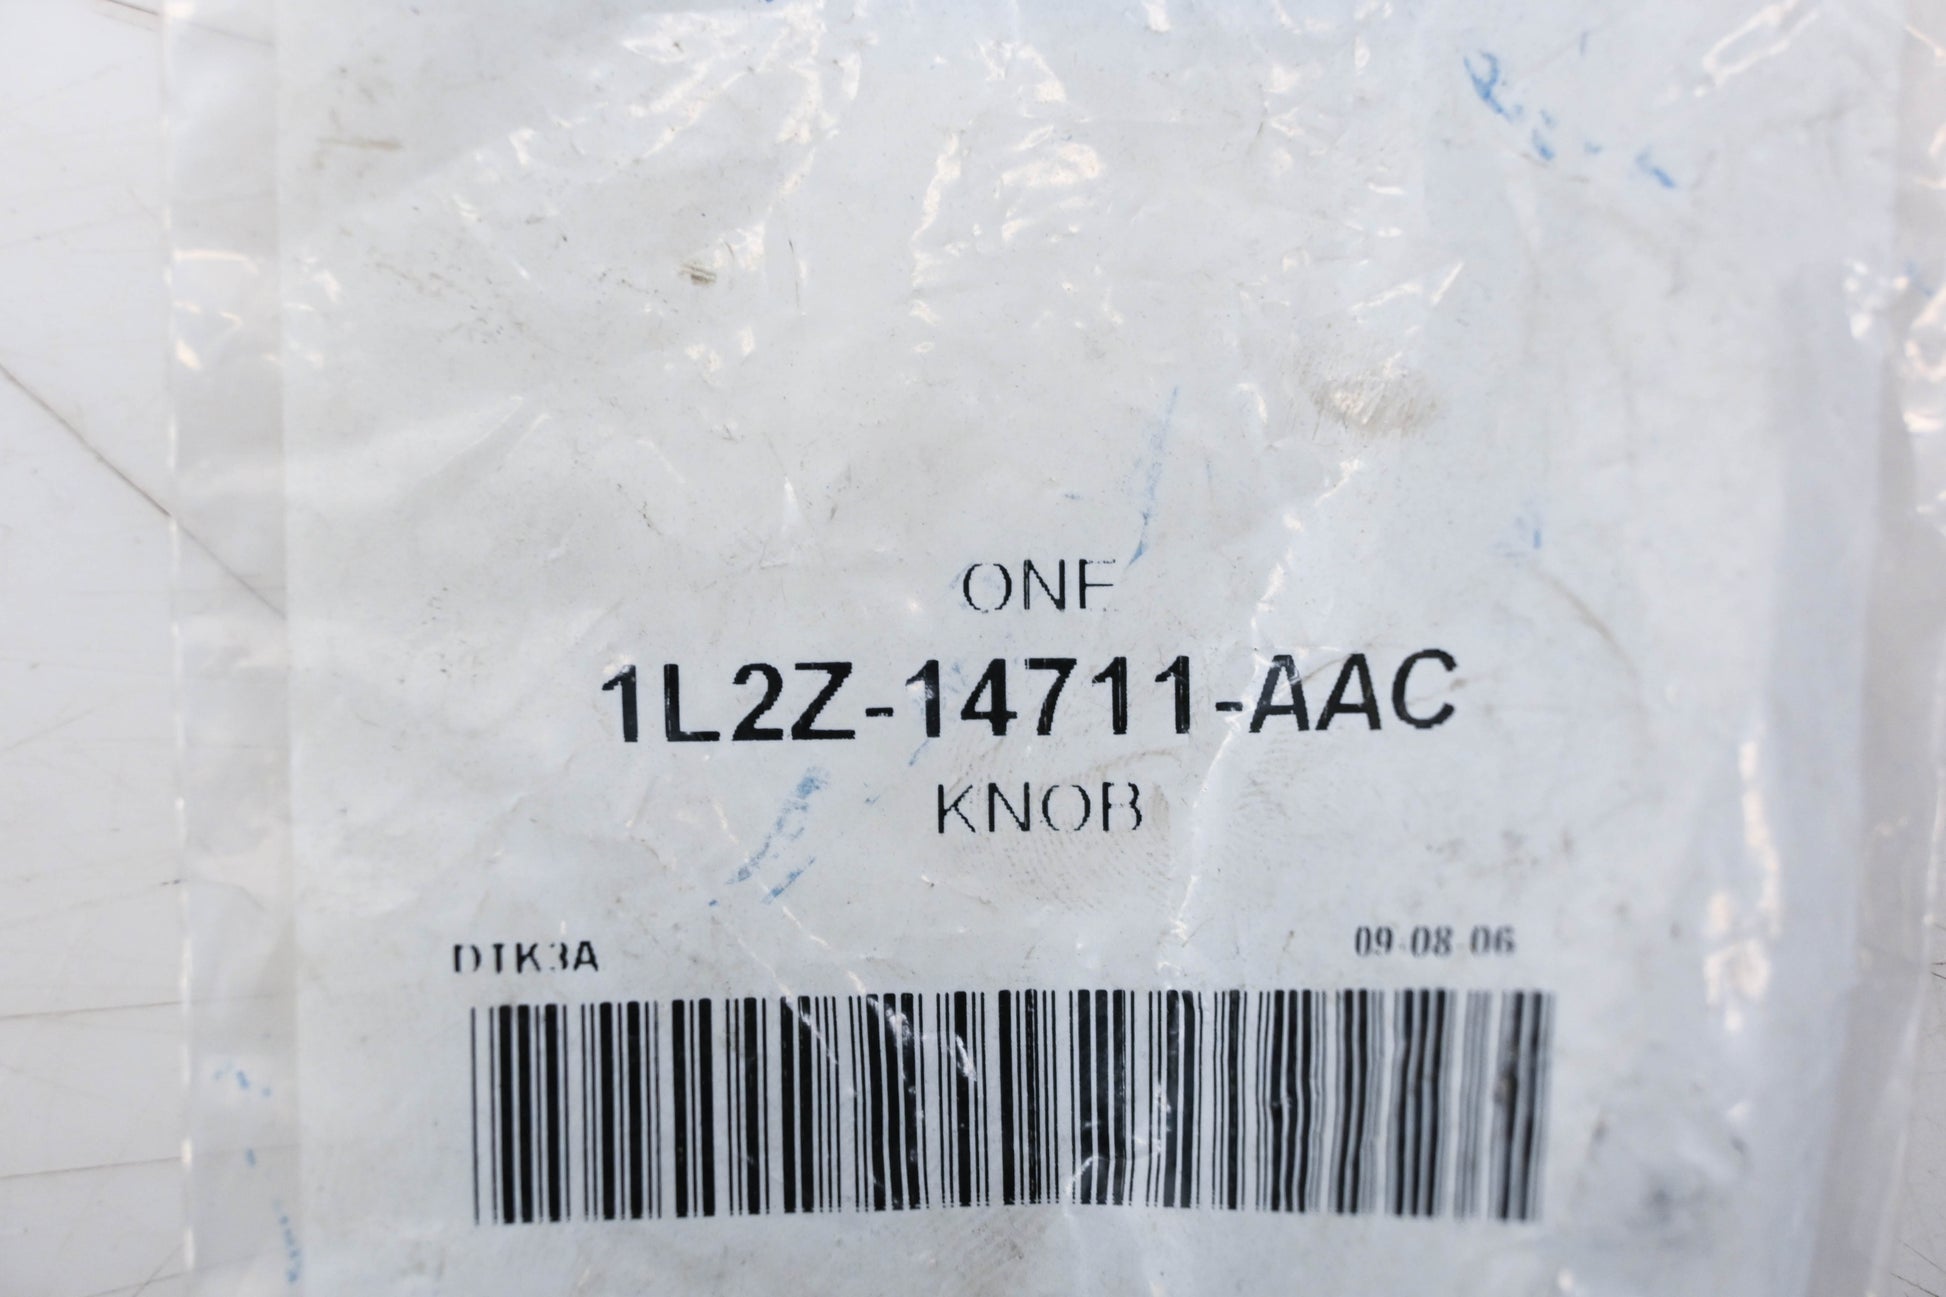 ONE
1L2Z-14711-AAC
KNOB
DTK3A
09-08-06